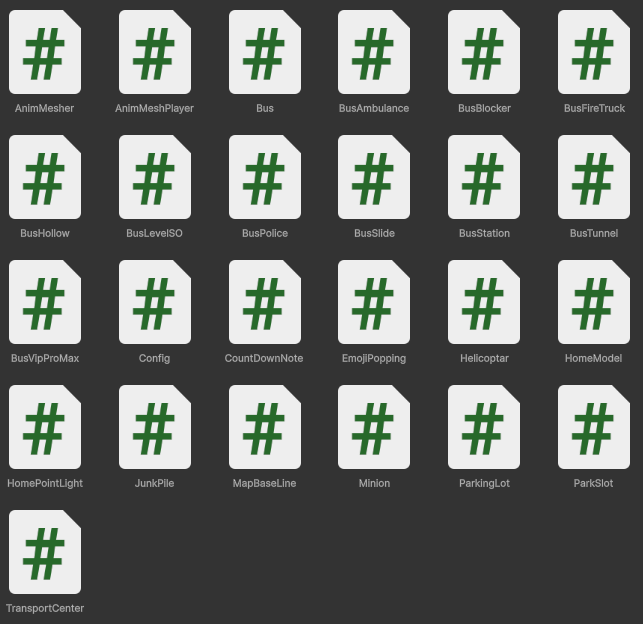 AnimMesher AnimMeshPlayer Bus BusAmbulance BusBlocker BusFireTruck
BusHollow BusLevelSO BusPolice BusSlide BusStation BusTunnel
BusVipProMax Config CountDownNote EmojiPopping Helicoptar HomeModel
HomePointLight JunkPile MapBaseLine Minion ParkingLot ParkSlot
TransportCenter